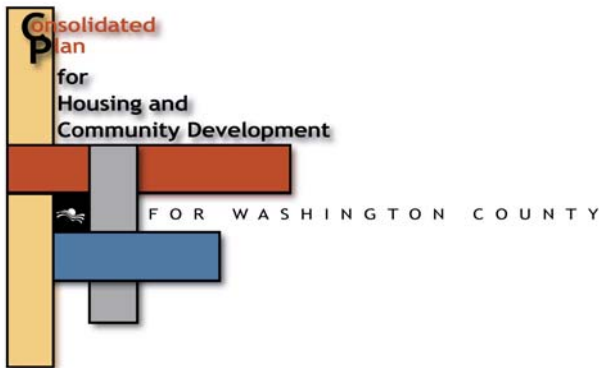 Consolidated
Plan
for
Housing and
Community Development
FOR WASHINGTON COUNTY